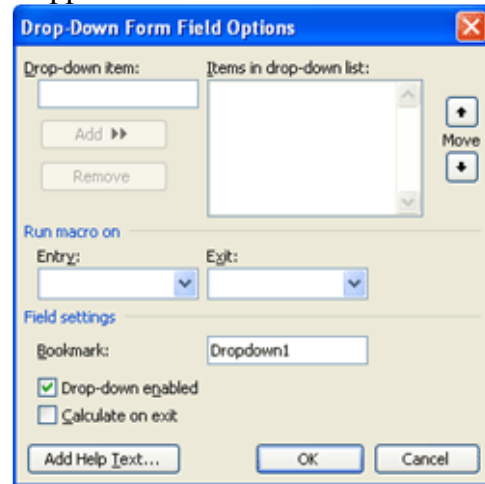 Drop-Down Form Field Options
Drop-down item:
Items in drop-down list:
Add
Move
Remove
Run macro on
Entry:
Exit:
Field settings
Bookmark:
Dropdown1
Drop-down enabled
Calculate on exit
Add Help Text...
OK
Cancel